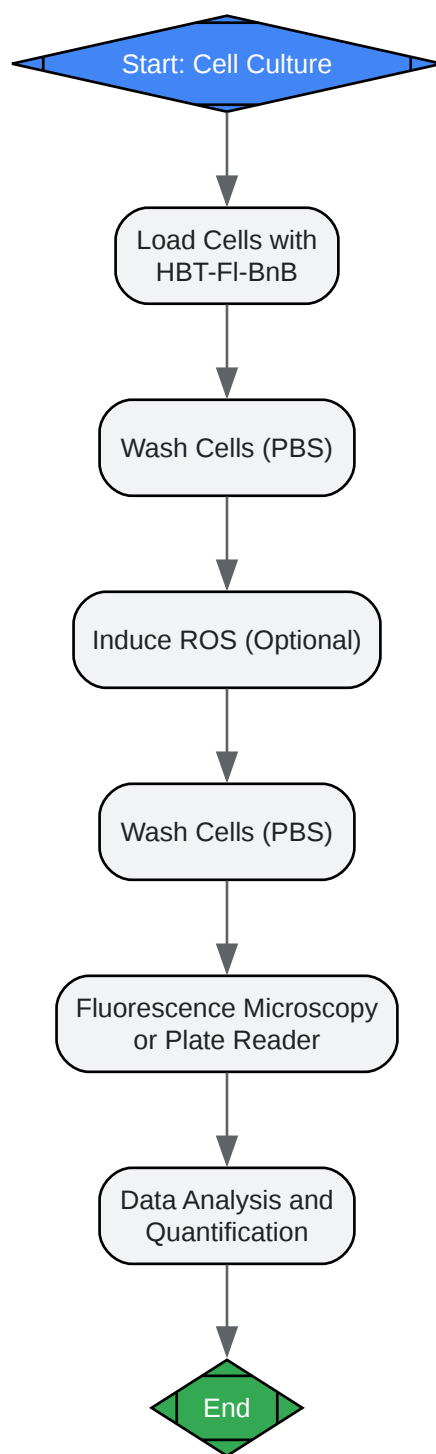 Start: Cell Culture
Load Cells with
HBT-Fl-BnB
Wash Cells (PBS)
Induce ROS (Optional)
Wash Cells (PBS)
Fluorescence Microscopy
or Plate Reader
Data Analysis and
Quantification
End